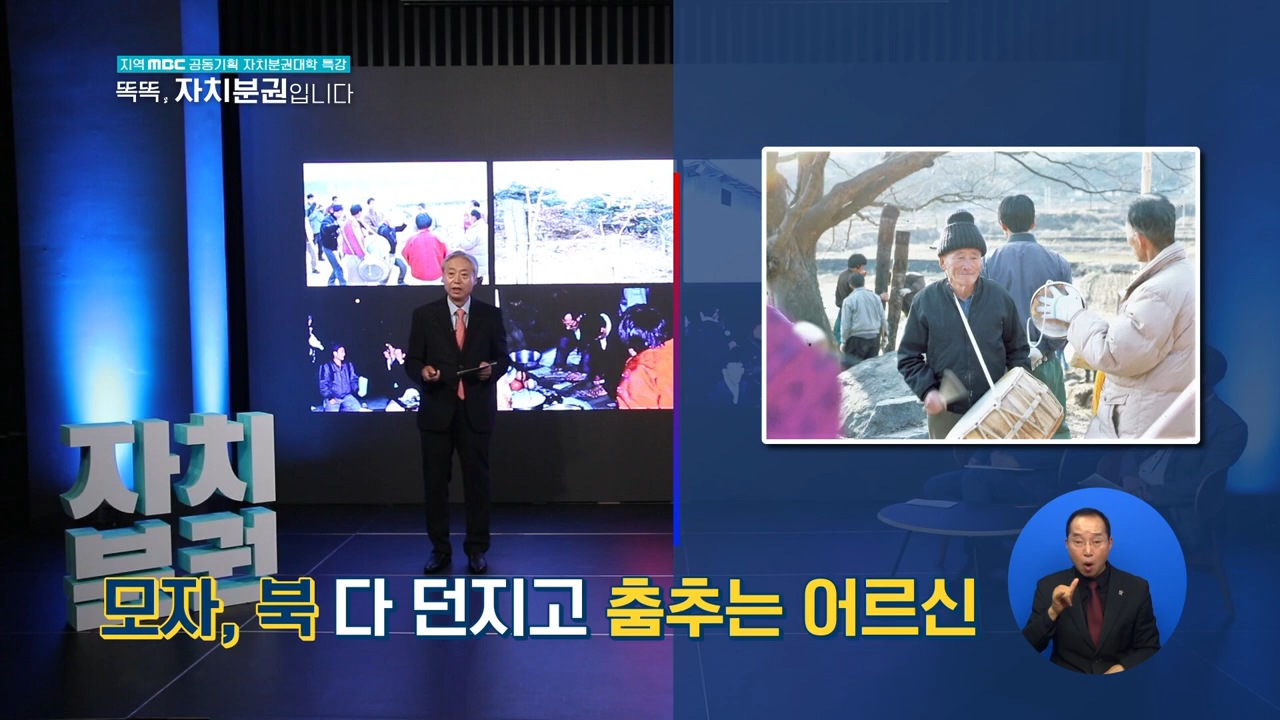 지역 MBC 공동기획 자치분권대학 특강
똑똑, 자치분권입니다
자치
분권
모자, 북 다 던지고 춤추는 어르신